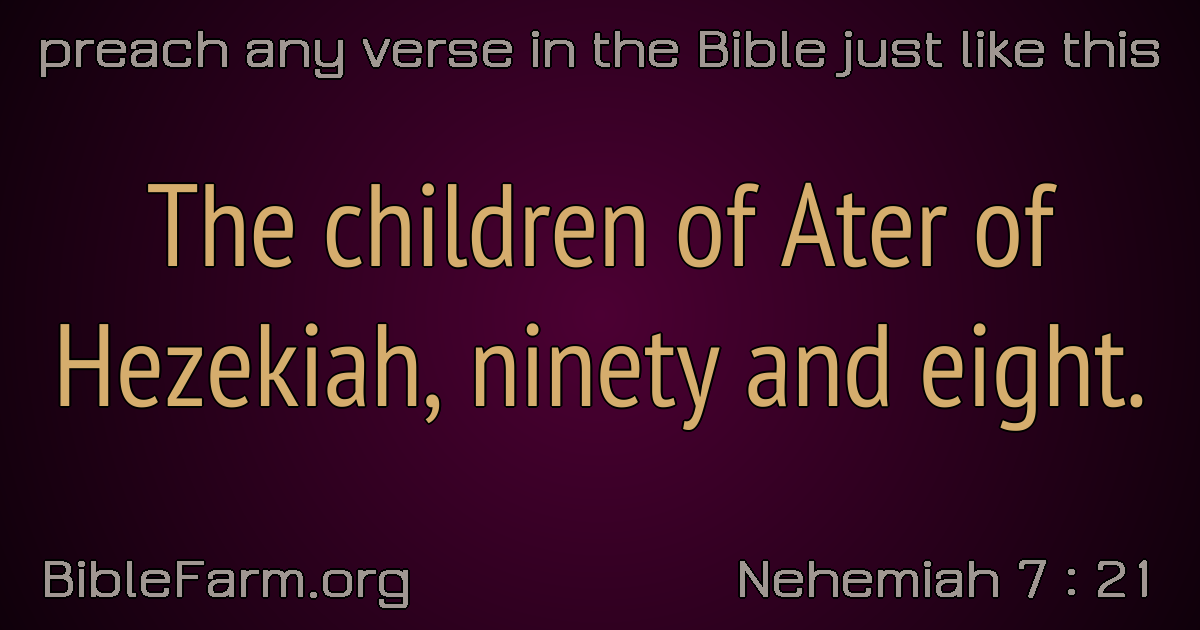 preach any verse in the Bible just like this
The children of Ater of
Hezekiah, ninety and eight.
BibleFarm.org
Nehemiah 7 : 21